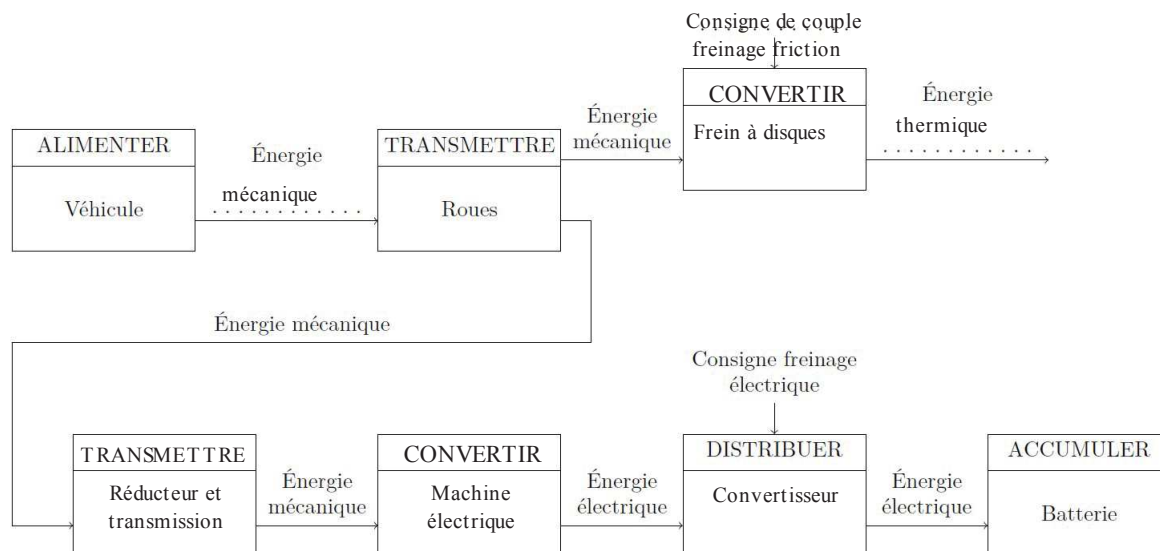 Consigne de couple
freinage friction
CONVERTIR
Frein à disques
Énergie
mécanique
Énergie
thermique
ALIMENTER
Véhicule
Énergie
mécanique
TRANSMETTRE
Roues
Énergie mécanique
Consigne freinage
électrique
TRANSMETTRE
Réducteur et
transmission
Énergie
mécanique
CONVERTIR
Machine
électrique
Énergie
électrique
DISTRIBUER
Convertisseur
Énergie
électrique
ACCUMULER
Batterie